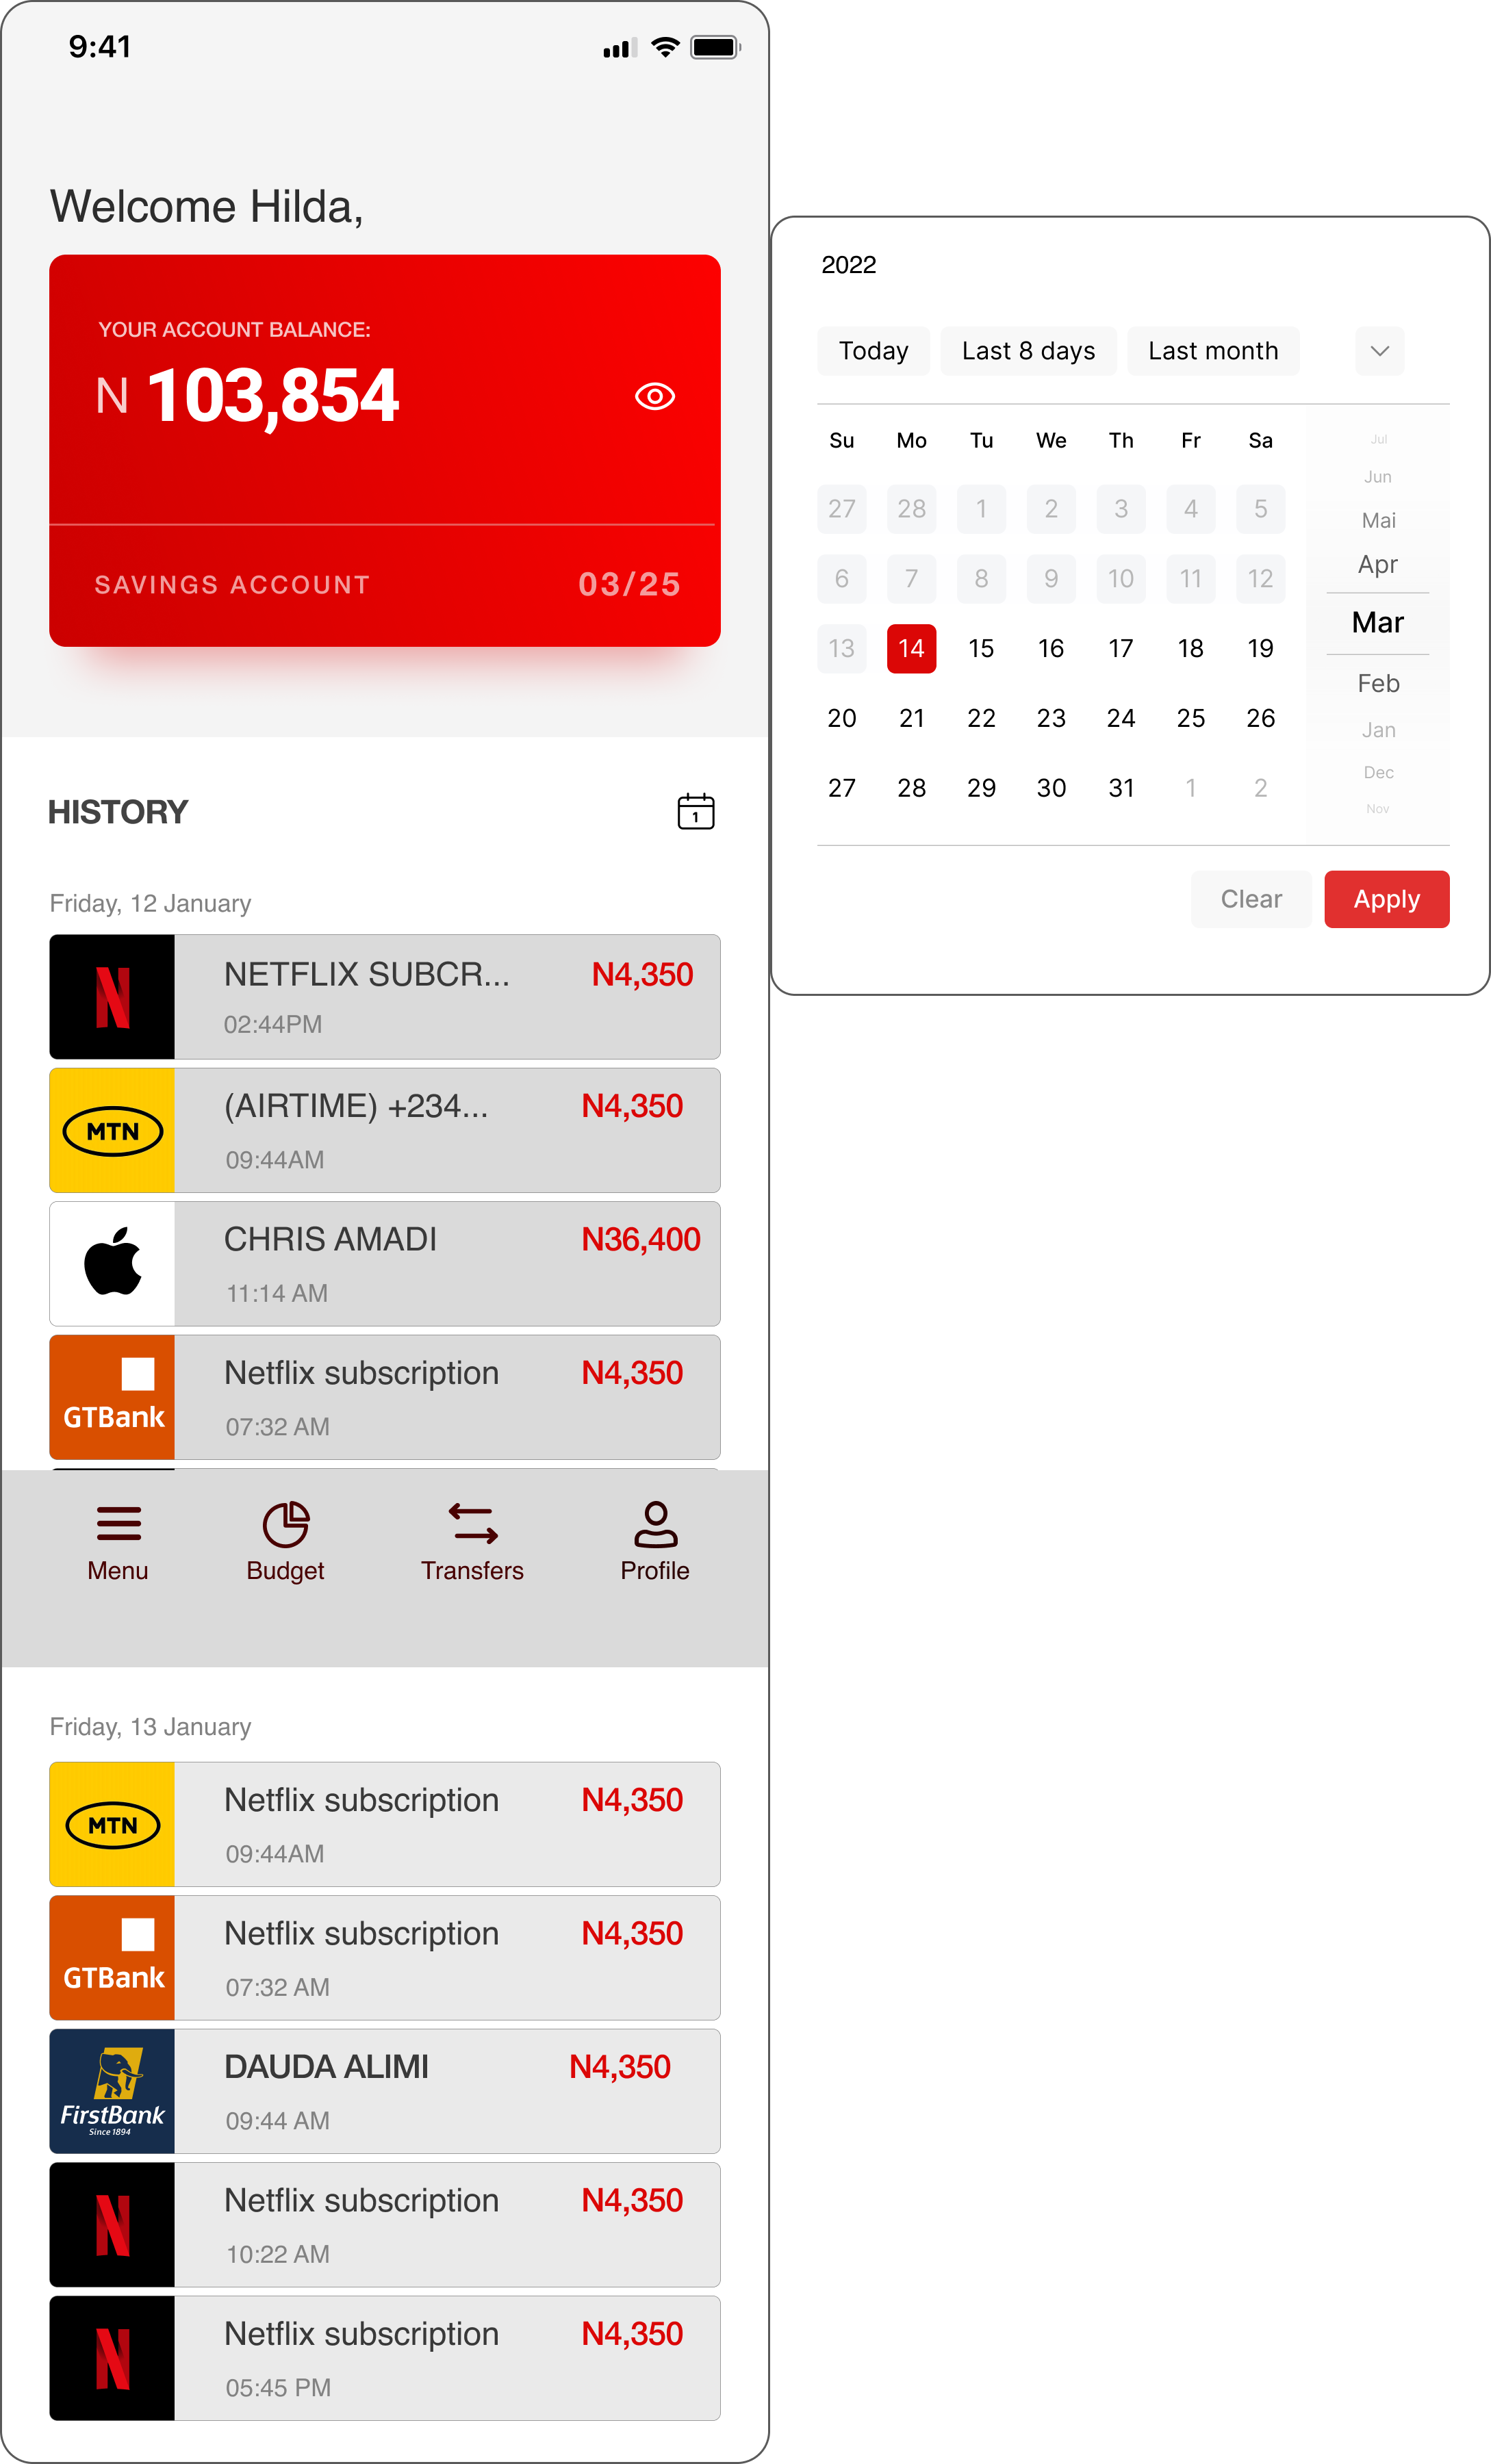 9:41
Welcome Hilda,
YOUR ACCOUNT BALANCE:
N 103,854
SAVINGS ACCOUNT 03/25
HISTORY
1
Friday, 12 January
NETFLIX SUBCR... N4,350
02:44PM
MTN
(AIRTIME) +234... N4,350
09:44AM
CHRIS AMADI N36,400
11:14 AM
GTBank
Netflix subscription N4,350
07:32 AM
Menu Budget Transfers Profile
Friday, 13 January
MTN
Netflix subscription N4,350
09:44AM
GTBank
Netflix subscription N4,350
07:32 AM
FirstBank
Since 1894
DAUDA ALIMI N4,350
09:44 AM
Netflix subscription N4,350
10:22 AM
Netflix subscription N4,350
05:45 PM
2022
Today Last 8 days Last month
Su Mo Tu We Th Fr Sa
27 28 1 2 3 4 5
6 7 8 9 10 11 12
13 14 15 16 17 18 19
20 21 22 23 24 25 26
27 28 29 30 31 1 2
Jul
Jun
Mai
Apr
Mar
Feb
Jan
Dec
Nov
Clear Apply